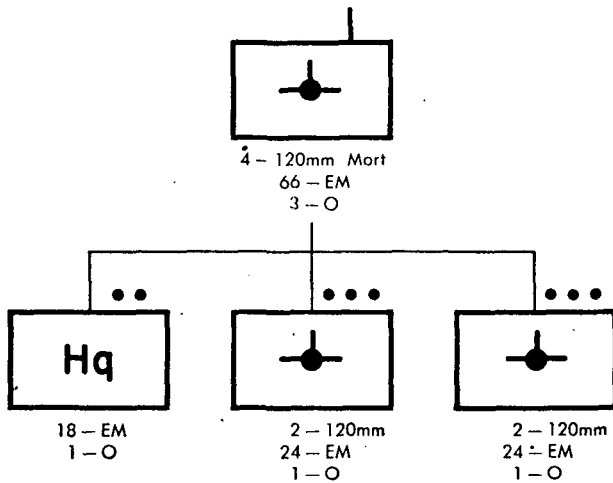 4 – 120mm Mort
66 – EM
3 – O
Hq
18 – EM
1 – O
2 – 120mm
24 – EM
1 – O
2 – 120mm
24 – EM
1 – O